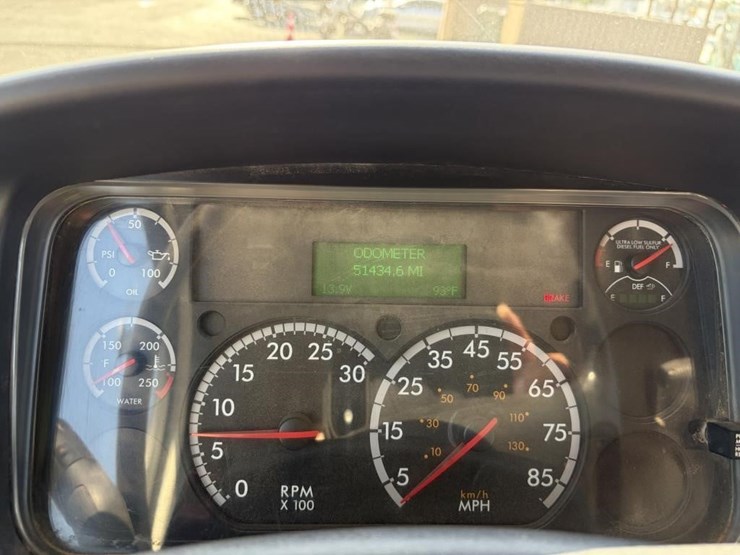 50
PSI
0 100
OIL
150 200
F
100 250
WATER
ODOMETER
51434.6 MI
13.9V 93°F
BRAKE
ULTRA LOW SULFUR
DIESEL FUEL ONLY
E F
DEF
E F
0 5 10 15 20 25 30
RPM
X 100
5 15 25 35 45 55 65 75 85
10 30 50 70 90 110 130
km/h
MPH